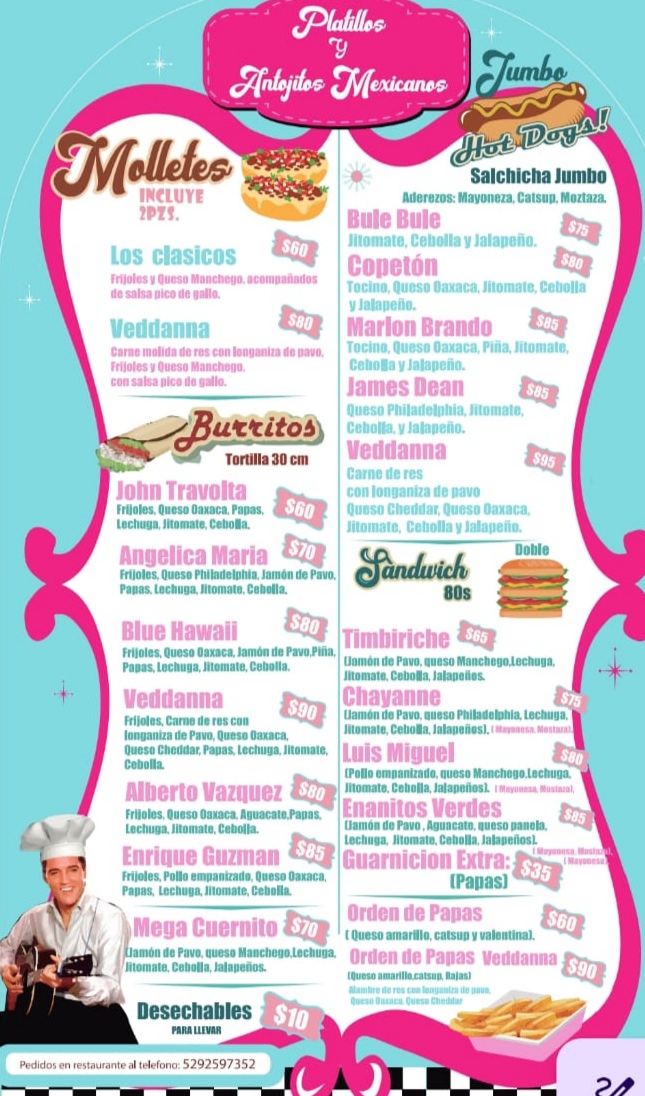 Platillos
Y
Antojitos Mexicanos
Molletes
INCLUYE
2PZS.
Los clasicos $60
Frijoles y Queso Manchego, acompañados
de salsa pico de gallo.
Veddanna $80
Carne molida de res con longaniza de pavo,
Frijoles y Queso Manchego,
con salsa pico de gallo.
Burritos
Tortilla 30 cm
John Travolta $60
Frijoles, Queso Oaxaca, Papas,
Lechuga, Jitomate, Cebolla.
Angelica Maria $70
Frijoles, Queso Philadelphia, Jamón de Pavo,
Papas, Lechuga, Jitomate, Cebolla.
Blue Hawaii $80
Frijoles, Queso Oaxaca, Jamón de Pavo,Piña,
Papas, Lechuga, Jitomate, Cebolla.
Veddanna $90
Frijoles, Carne de res con
longaniza de Pavo, Queso Oaxaca,
Queso Cheddar, Papas, Lechuga, Jitomate,
Cebolla.
Alberto Vazquez $80
Frijoles, Queso Oaxaca, Aguacate,Papas,
Lechuga, Jitomate, Cebolla.
Enrique Guzman $85
Frijoles, Pollo empanizado, Queso Oaxaca,
Papas, Lechuga, Jitomate, Cebolla.
Mega Cuernito $70
(Jamón de Pavo, queso Manchego,Lechuga,
Jitomate, Cebolla, Jalapeños.
Desechables $10
PARA LLEVAR
Pedidos en restaurante al telefono: 5292597352
Jumbo
Hot Dogs!
Salchicha Jumbo
Aderezos: Mayoneza, Catsup, Moztaza.
Bule Bule $75
Jitomate, Cebolla y Jalapeño.
Copetón $80
Tocino, Queso Oaxaca, Jitomate, Cebolla
y Jalapeño.
Marlon Brando $85
Tocino, Queso Oaxaca, Piña, Jitomate,
Cebolla y Jalapeño.
James Dean $85
Queso Philadelphia, Jitomate,
Cebolla, y Jalapeño.
Veddanna $95
Carne de res
con longaniza de pavo
Queso Cheddar, Queso Oaxaca,
Jitomate, Cebolla y Jalapeño.
Sandwich
80s
Doble
Timbiriche $65
(Jamón de Pavo, queso Manchego,Lechuga,
Jitomate, Cebolla, Jalapeños.
Chayanne $75
(Jamón de Pavo, queso Philadelphia, Lechuga,
Jitomate, Cebolla, Jalapeños). ( Mayonesa, Mostaza).
Luis Miguel $80
(Pollo empanizado, queso Manchego,Lechuga,
Jitomate, Cebolla, Jalapeños). ( Mayonesa, Mostaza).
Enanitos Verdes $85
(Jamón de Pavo , Aguacate, queso panela,
Lechuga, Jitomate, Cebolla, Jalapeños).
( Mayonesa, Mostaza).
( Mayonesa
Guarnicion Extra: $35
(Papas)
Orden de Papas $60
( Queso amarillo, catsup y valentina).
Orden de Papas Veddanna $90
(Queso amarillo,catsup, Rajas)
Alambre de res con longaniza de pavo,
Queso Oaxaca, Queso Cheddar